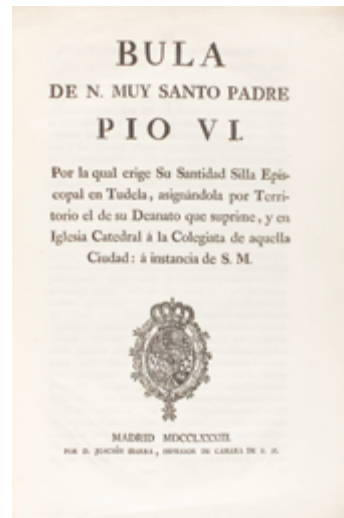 BULA
DE N. MUY SANTO PADRE
PIO VI.
Por la qual erige Su Santidad Silla Epis-
copal en Tudela, asignándola por Terri-
torio el de su Deanato que suprime, y en
Iglesia Catedral á la Colegiata de aquella
Ciudad: á instancia de S. M.
MADRID MDCCLXXXIII.
POR D. JOACHÎN IBARRA, IMPRESOR DE CÁMARA DE S. M.